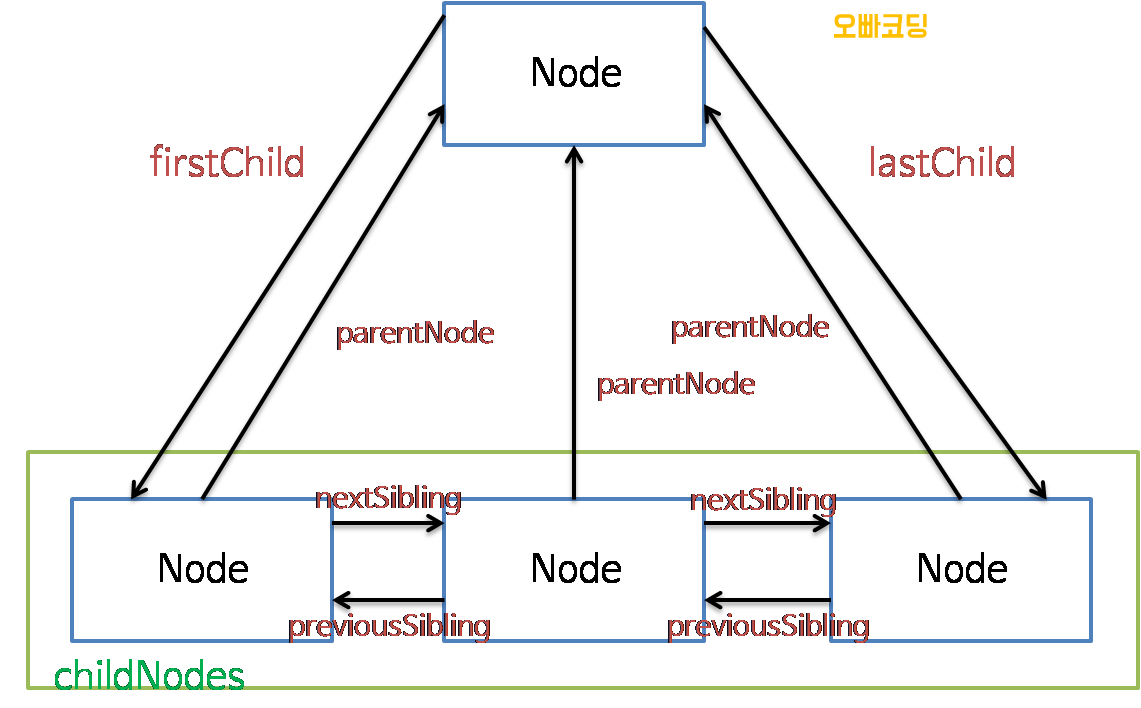 오빠코딩
Node
firstChild
lastChild
parentNode
parentNode
parentNode
nextSibling
nextSibling
Node
Node
Node
previousSibling
previousSibling
childNodes